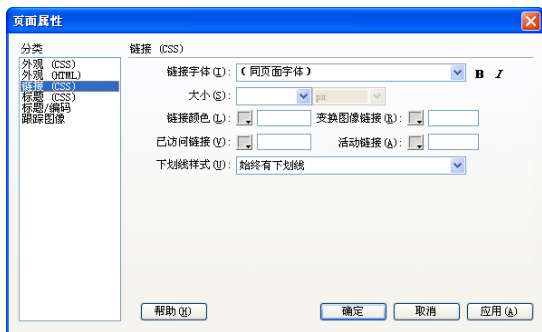 页面属性
分类
外观 (CSS)
外观 (HTML)
链接 (CSS)
标题 (CSS)
标题/编码
跟踪图像
链接 (CSS)
链接字体(I): (同页面字体) B I
大小(S): px
链接颜色(L): 变换图像链接(R):
已访问链接(V): 活动链接(A):
下划线样式(U): 始终有下划线
帮助(H) 确定 取消 应用(A)